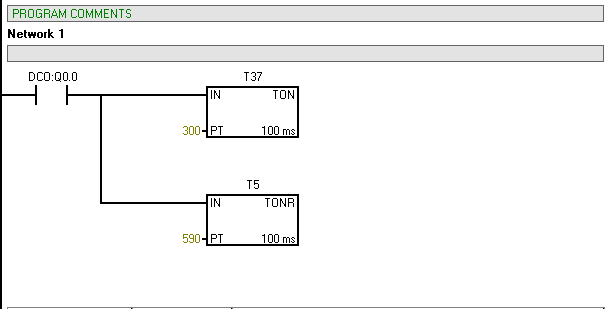 PROGRAM COMMENTS
Network 1
DC0:Q0.0
T37
IN TON
300 PT 100 ms
T5
IN TONR
590 PT 100 ms